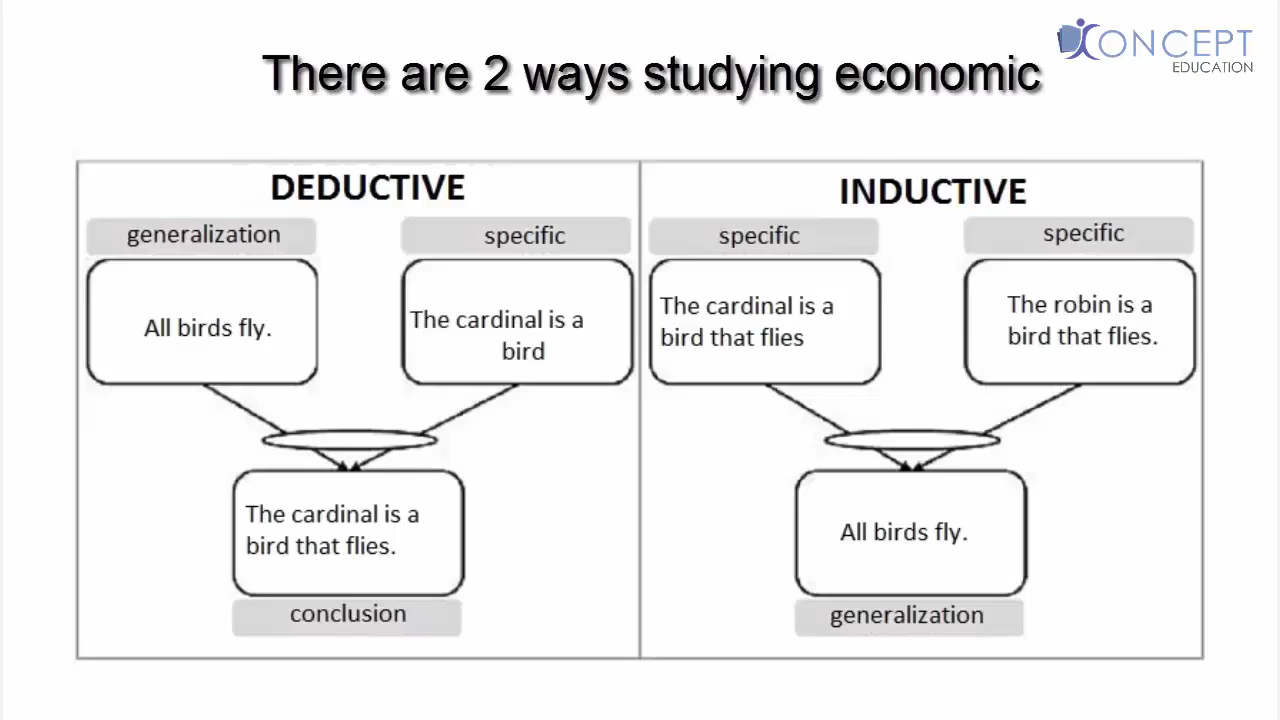 CONCEPT
EDUCATION
There are 2 ways studying economic
DEDUCTIVE
generalization
specific
All birds fly.
The cardinal is a
bird
The cardinal is a
bird that flies.
conclusion
INDUCTIVE
specific
specific
The cardinal is a
bird that flies
The robin is a
bird that flies.
All birds fly.
generalization